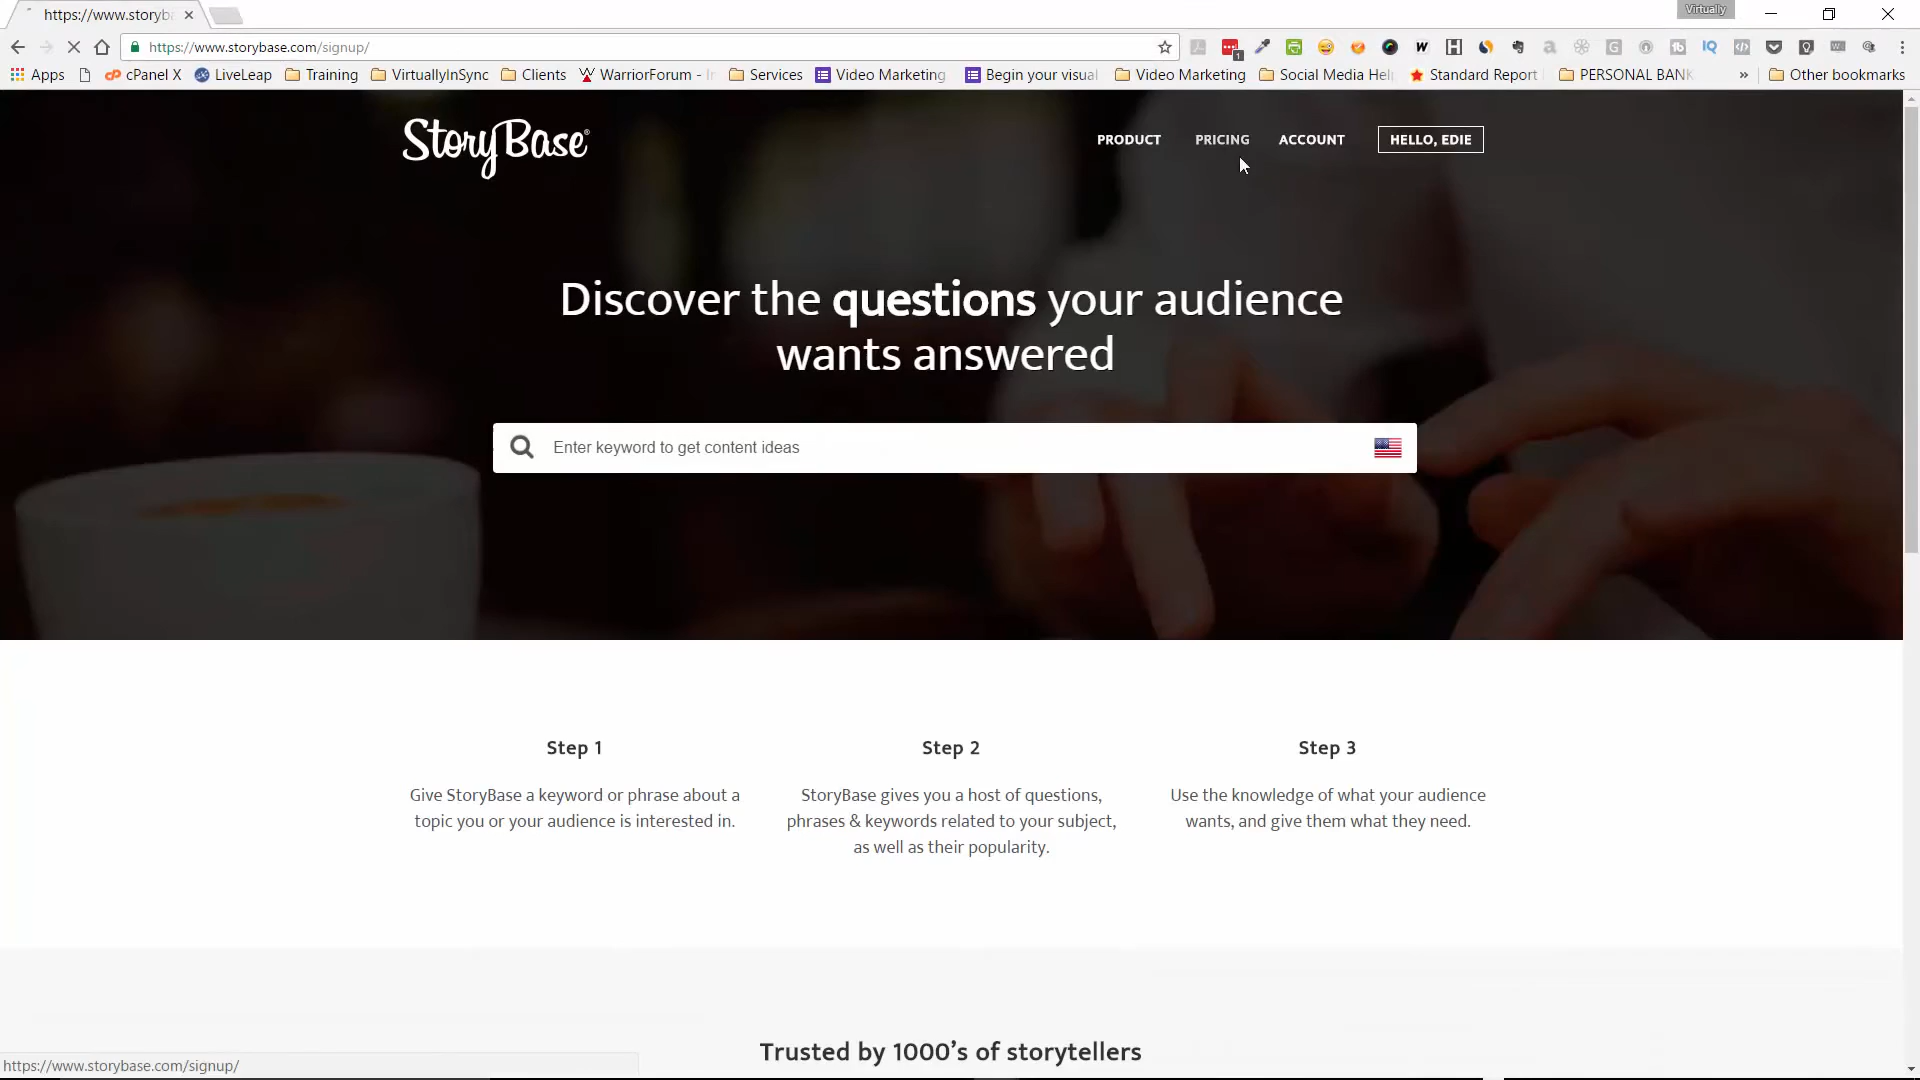 https://www.storyb
Virtually
https://www.storybase.com/signup/
1
Apps
cPanel X
LiveLeap
Training
VirtuallyInSync
Clients
WarriorForum - I
Services
Video Marketing
Begin your visual
Video Marketing
Social Media Hel
Standard Report
PERSONAL BANK
»
Other bookmarks
StoryBase®
PRODUCT
PRICING
ACCOUNT
HELLO, EDIE
Discover the questions your audience
wants answered
Enter keyword to get content ideas
Step 1
Give StoryBase a keyword or phrase about a
topic you or your audience is interested in.
Step 2
StoryBase gives you a host of questions,
phrases & keywords related to your subject,
as well as their popularity.
Step 3
Use the knowledge of what your audience
wants, and give them what they need.
Trusted by 1000’s of storytellers
https://www.storybase.com/signup/